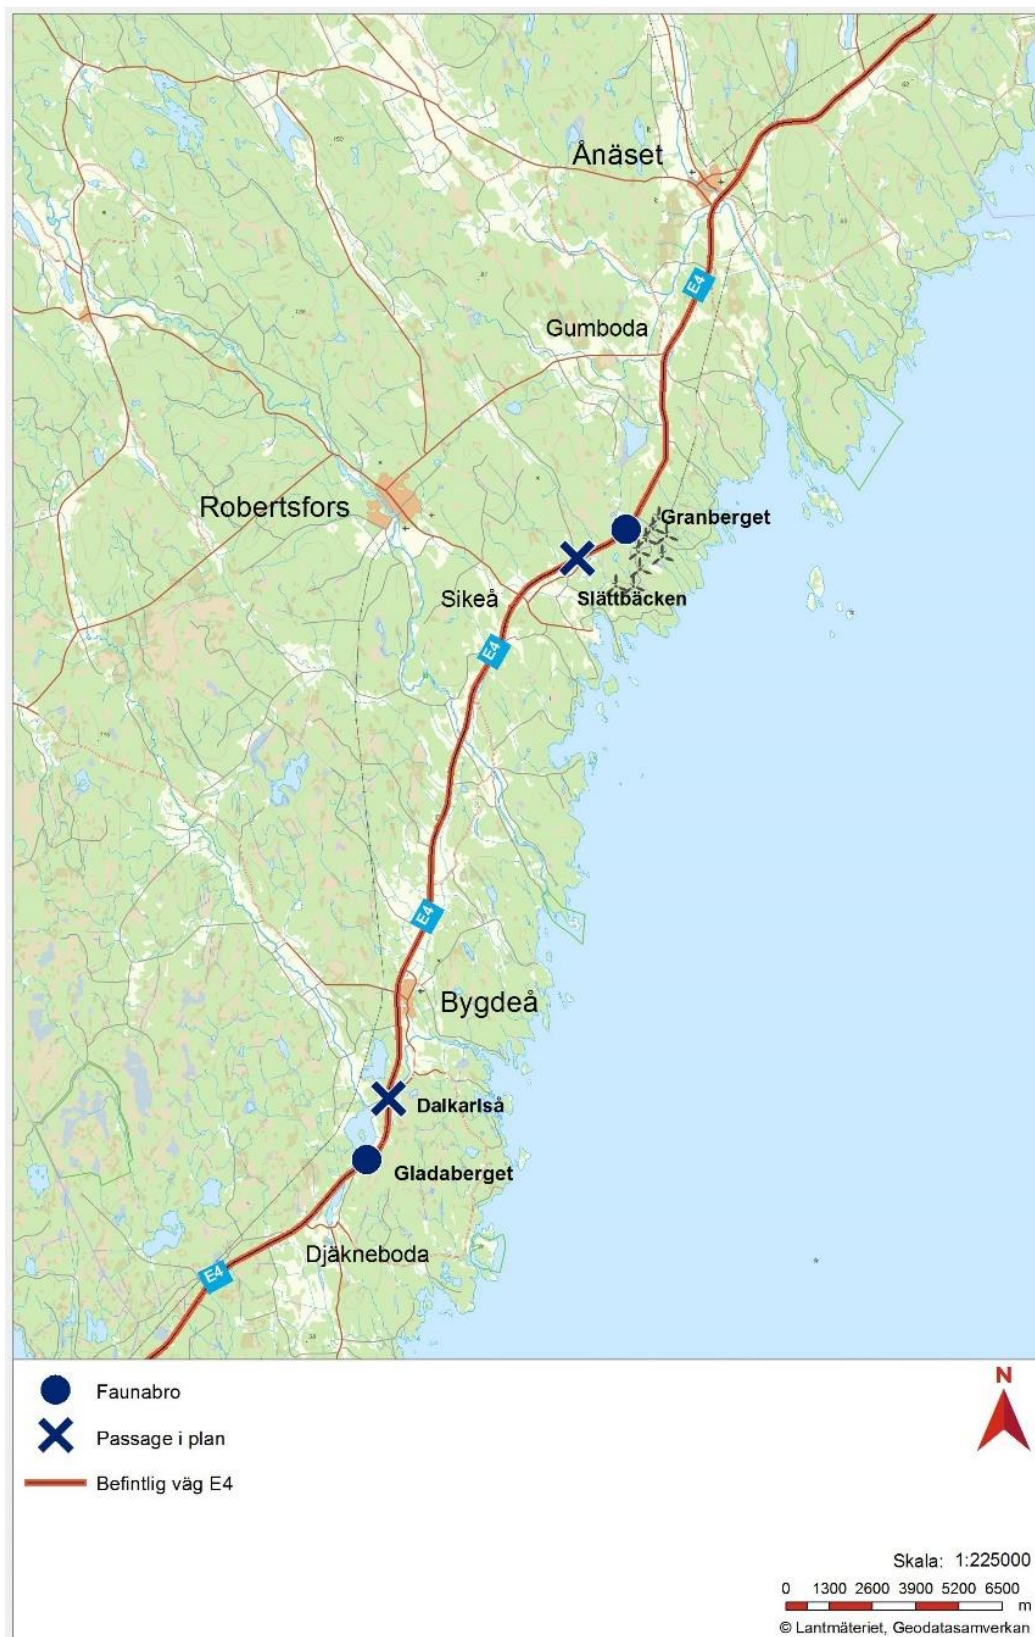 Ånäset
E4
Gumboda
Robertsfors
Granberget
Sikeå
Slättbäcken
E4
E4
Bygdeå
Dalkarlså
Gladaberget
Djäkneboda
E4
Faunabro
Passage i plan
Befintlig väg E4
N
Skala: 1:225000
0 1300 2600 3900 5200 6500
m
© Lantmäteriet, Geodatasamverkan